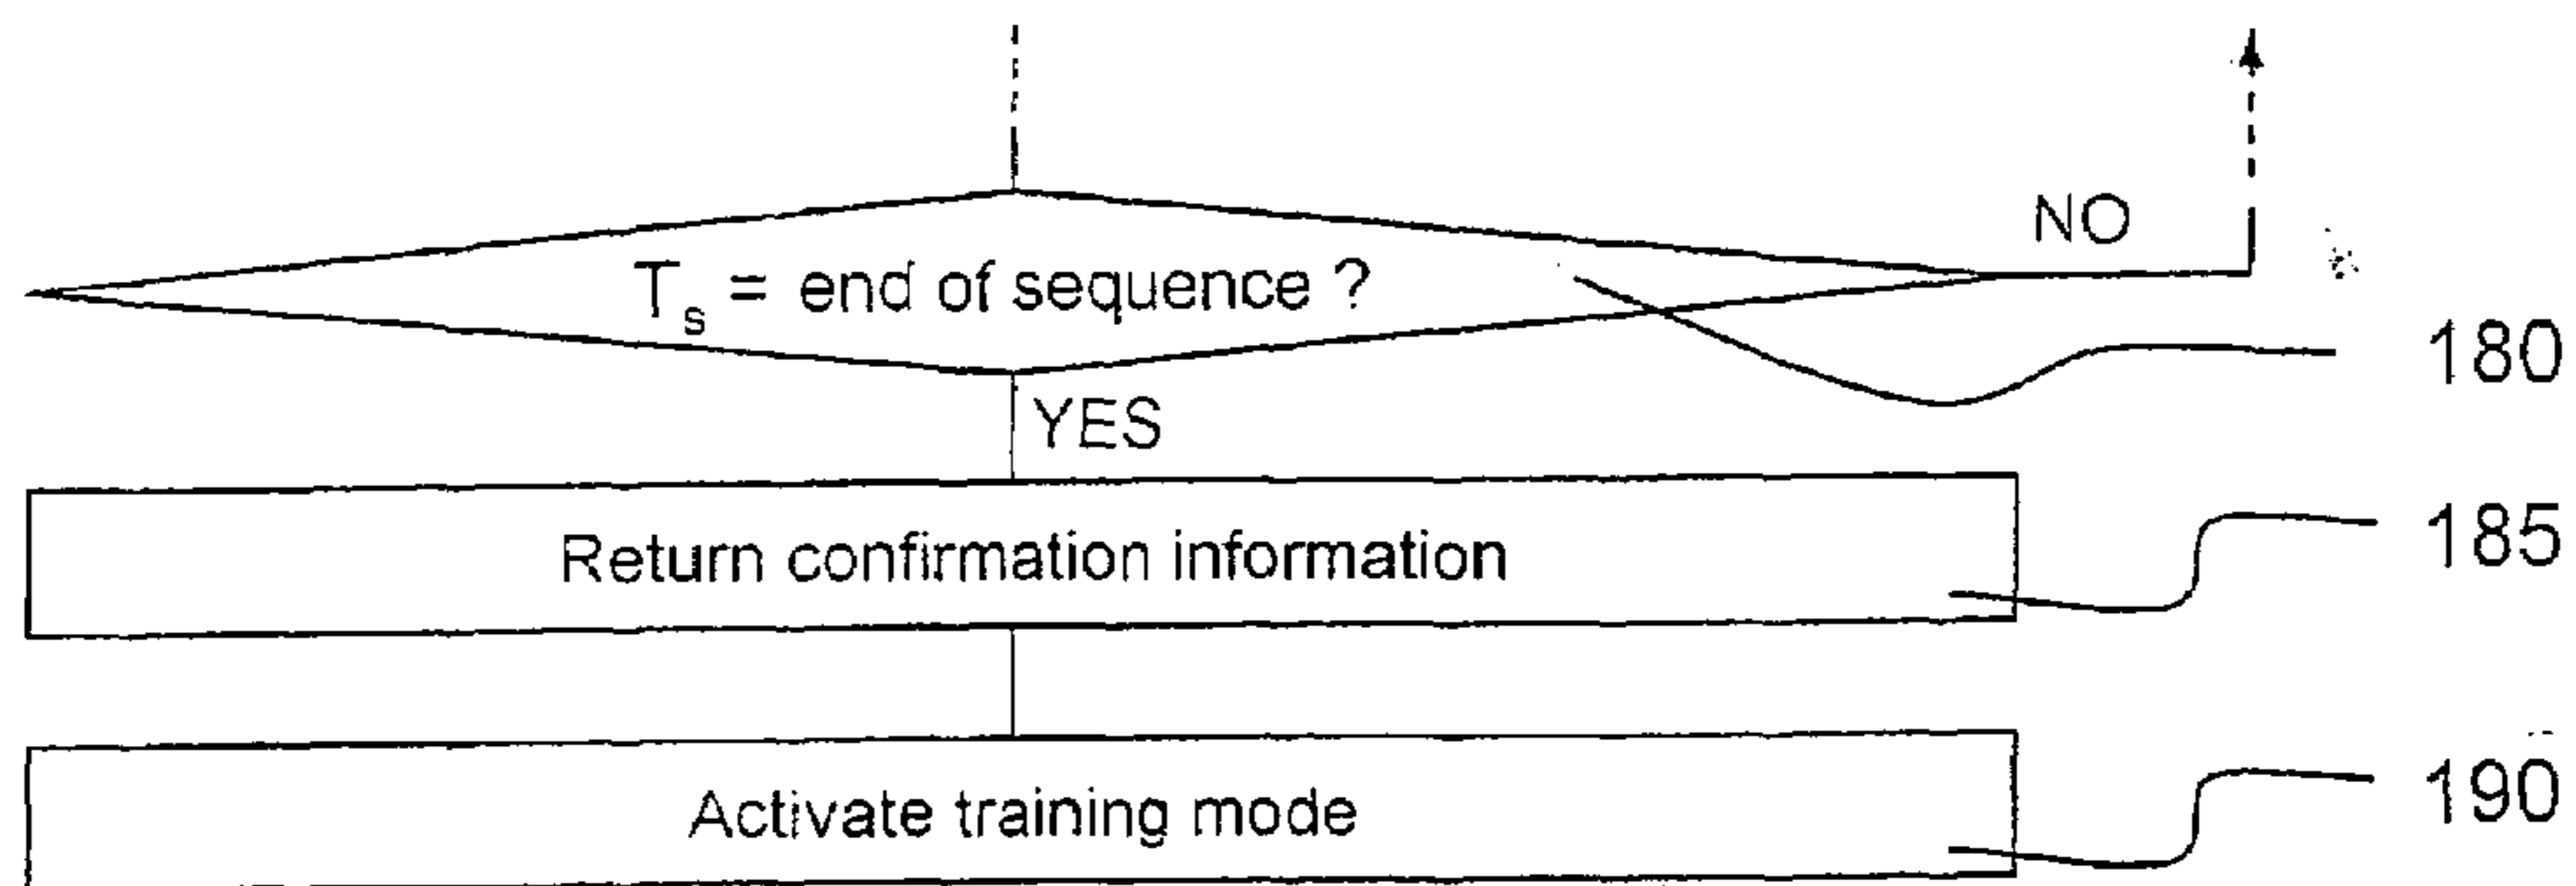 NO
T_s = end of sequence ?
180
YES
Return confirmation information
185
Activate training mode
190